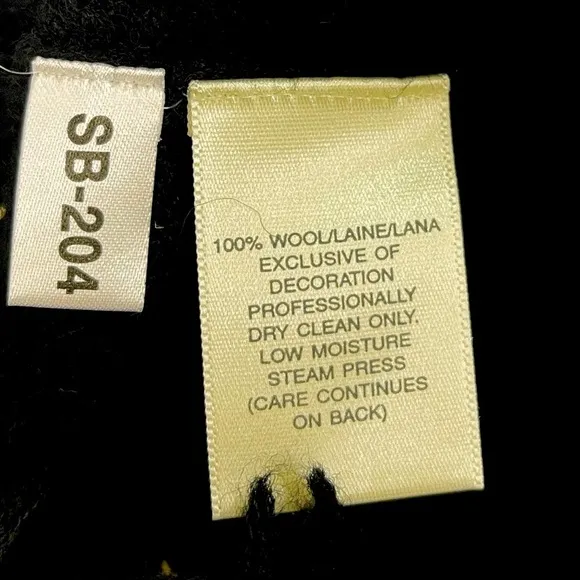 SB-204
100% WOOL/LAINE/LANA
EXCLUSIVE OF
DECORATION
PROFESSIONALLY
DRY CLEAN ONLY.
LOW MOISTURE
STEAM PRESS
(CARE CONTINUES
ON BACK)